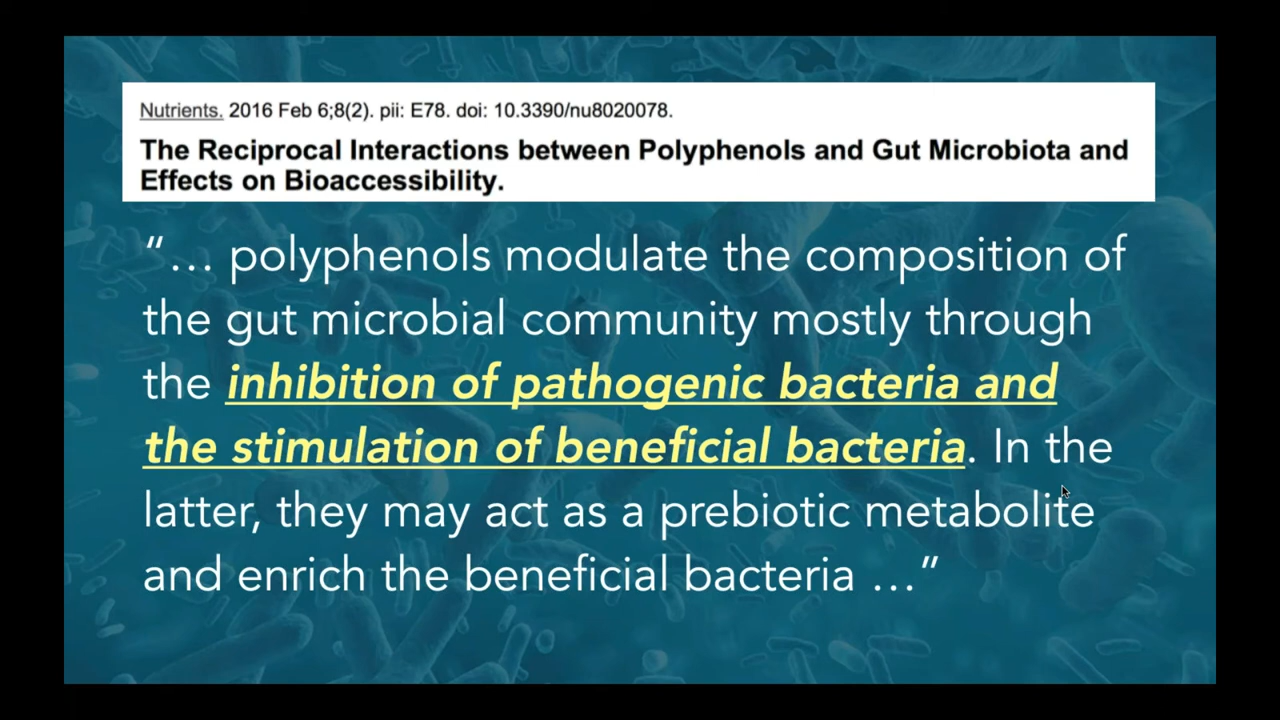 Nutrients. 2016 Feb 6;8(2). pii: E78. doi: 10.3390/nu8020078.
The Reciprocal Interactions between Polyphenols and Gut Microbiota and
Effects on Bioaccessibility.
“… polyphenols modulate the composition of
the gut microbial community mostly through
the inhibition of pathogenic bacteria and
the stimulation of beneficial bacteria. In the
latter, they may act as a prebiotic metabolite
and enrich the beneficial bacteria …”